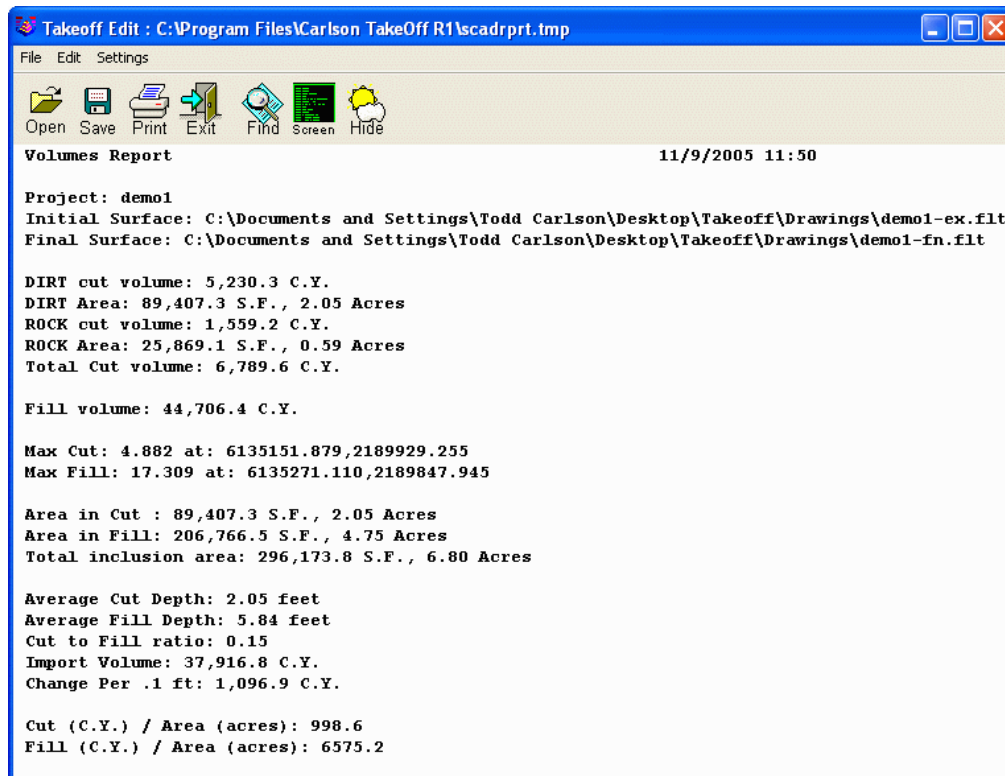 Takeoff Edit : C:\Program Files\Carlson TakeOff R1\scadrprt.tmp
File Edit Settings
Open Save Print Exit Find Screen Hide
Volumes Report 11/9/2005 11:50
Project: demo1
Initial Surface: C:\Documents and Settings\Todd Carlson\Desktop\Takeoff\Drawings\demo1-ex.flt
Final Surface: C:\Documents and Settings\Todd Carlson\Desktop\Takeoff\Drawings\demo1-fn.flt
DIRT cut volume: 5,230.3 C.Y.
DIRT Area: 89,407.3 S.F., 2.05 Acres
ROCK cut volume: 1,559.2 C.Y.
ROCK Area: 25,869.1 S.F., 0.59 Acres
Total Cut volume: 6,789.6 C.Y.
Fill volume: 44,706.4 C.Y.
Max Cut: 4.882 at: 6135151.879,2189929.255
Max Fill: 17.309 at: 6135271.110,2189847.945
Area in Cut : 89,407.3 S.F., 2.05 Acres
Area in Fill: 206,766.5 S.F., 4.75 Acres
Total inclusion area: 296,173.8 S.F., 6.80 Acres
Average Cut Depth: 2.05 feet
Average Fill Depth: 5.84 feet
Cut to Fill ratio: 0.15
Import Volume: 37,916.8 C.Y.
Change Per .1 ft: 1,096.9 C.Y.
Cut (C.Y.) / Area (acres): 998.6
Fill (C.Y.) / Area (acres): 6575.2